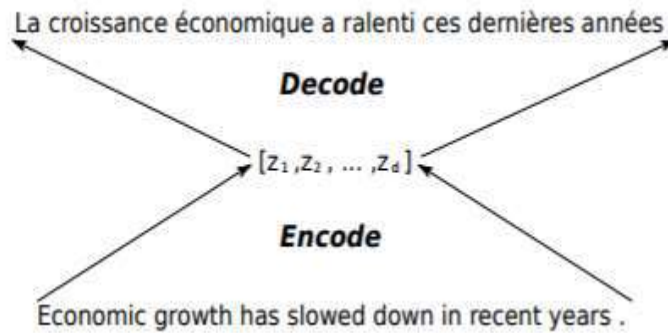 La croissance économique a ralenti ces dernières années
Decode
[z₁ ,z₂ , ... ,z_d ]
Encode
Economic growth has slowed down in recent years .